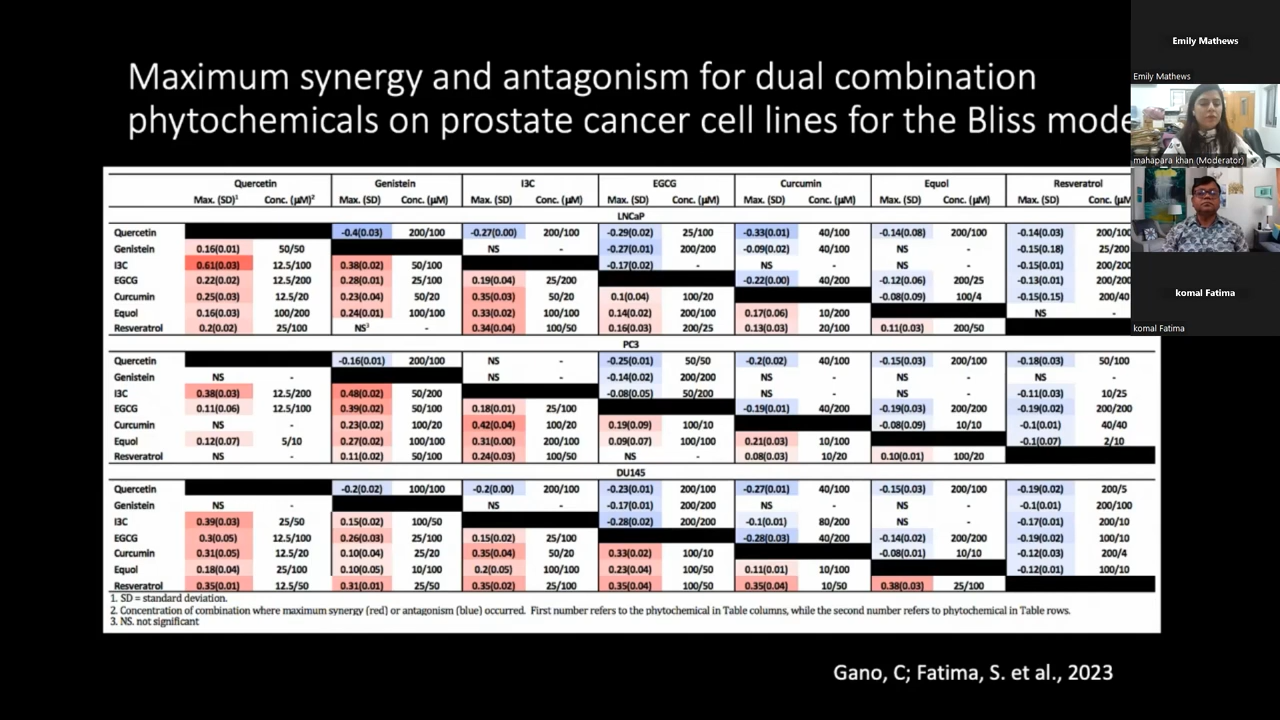 Maximum synergy and antagonism for dual combination
phytochemicals on prostate cancer cell lines for the Bliss mode
Quercetin Genistein I3C EGCG Curcumin Equol Resveratrol
Max. (SD)¹ Conc. (μM)² Max. (SD) Conc. (μM) Max. (SD) Conc. (μM) Max. (SD) Conc. (μM) Max. (SD) Conc. (μM) Max. (SD) Conc. (μM) Max. (SD) Conc. (μM
LNCaP
Quercetin -0.4(0.03) 200/100 -0.27(0.00) 200/100 -0.29(0.02) 25/100 -0.33(0.01) 40/100 -0.14(0.08) 200/100 -0.14(0.03) 200/100
Genistein 0.16(0.01) 50/50 NS - -0.27(0.01) 200/200 -0.09(0.02) 40/100 NS - -0.15(0.18) 25/200
I3C 0.61(0.03) 12.5/100 0.38(0.02) 50/100 -0.17(0.02) - NS - NS - -0.15(0.01) 200/200
EGCG 0.22(0.02) 12.5/200 0.28(0.01) 25/100 0.19(0.04) 25/200 -0.22(0.00) 40/200 -0.12(0.06) 200/25 -0.13(0.01) 200/200
Curcumin 0.25(0.03) 12.5/20 0.23(0.04) 50/20 0.35(0.03) 50/20 0.1(0.04) 100/20 -0.08(0.09) 100/4 -0.15(0.15) 200/40
Equol 0.16(0.03) 100/200 0.24(0.01) 100/100 0.33(0.02) 100/100 0.14(0.02) 200/100 0.17(0.06) 10/200 NS -
Resveratrol 0.2(0.02) 25/100 NS³ - 0.34(0.04) 100/50 0.16(0.03) 200/25 0.13(0.03) 20/100 0.11(0.03) 200/50
PC3
Quercetin -0.16(0.01) 200/100 NS - -0.25(0.01) 50/50 -0.2(0.02) 40/100 -0.15(0.03) 200/100 -0.18(0.03) 50/100
Genistein NS - NS - -0.14(0.02) 200/200 NS - NS - NS -
I3C 0.38(0.03) 12.5/200 0.48(0.02) 50/200 -0.08(0.05) 50/200 NS - NS - -0.11(0.03) 10/25
EGCG 0.11(0.06) 12.5/100 0.39(0.02) 50/100 0.18(0.01) 25/100 -0.19(0.01) 40/200 -0.19(0.03) 200/200 -0.19(0.02) 200/200
Curcumin NS - 0.23(0.02) 100/20 0.42(0.04) 100/20 0.19(0.09) 100/10 -0.08(0.09) 10/10 -0.1(0.01) 40/40
Equol 0.12(0.07) 5/10 0.27(0.02) 100/100 0.31(0.00) 200/100 0.09(0.07) 100/100 0.21(0.03) 10/100 -0.1(0.07) 2/10
Resveratrol NS - 0.11(0.02) 50/100 0.24(0.03) 100/50 NS - 0.08(0.03) 10/20 0.10(0.01) 100/20
DU145
Quercetin -0.2(0.02) 100/100 -0.2(0.00) 200/100 -0.23(0.01) 200/100 -0.27(0.01) 40/100 -0.15(0.03) 200/100 -0.19(0.02) 200/5
Genistein NS - NS - -0.17(0.01) 200/100 NS - NS - -0.1(0.01) 200/100
I3C 0.39(0.03) 25/50 0.15(0.02) 100/50 -0.28(0.02) 200/200 -0.1(0.01) 80/200 NS - -0.17(0.01) 200/10
EGCG 0.3(0.05) 12.5/100 0.26(0.03) 25/100 0.15(0.02) 25/100 -0.28(0.03) 40/200 -0.14(0.02) 200/200 -0.19(0.02) 100/10
Curcumin 0.31(0.05) 12.5/20 0.10(0.04) 25/20 0.35(0.04) 50/20 0.33(0.02) 100/10 -0.08(0.01) 10/10 -0.12(0.03) 200/4
Equol 0.18(0.04) 25/100 0.10(0.05) 10/100 0.2(0.05) 100/100 0.23(0.04) 100/50 0.11(0.01) 10/100 -0.12(0.01) 100/10
Resveratrol 0.35(0.01) 12.5/50 0.31(0.01) 25/50 0.35(0.02) 25/100 0.35(0.04) 100/50 0.35(0.04) 10/50 0.38(0.03) 25/100
1. SD = standard deviation.
2. Concentration of combination where maximum synergy (red) or antagonism (blue) occurred. First number refers to the phytochemical in Table columns, while the second number refers to phytochemical in Table rows.
3. NS. not significant
Gano, C; Fatima, S. et al., 2023
Emily Mathews
Emily Mathews
mahapara khan (Moderator)
komal Fatima
komal Fatima